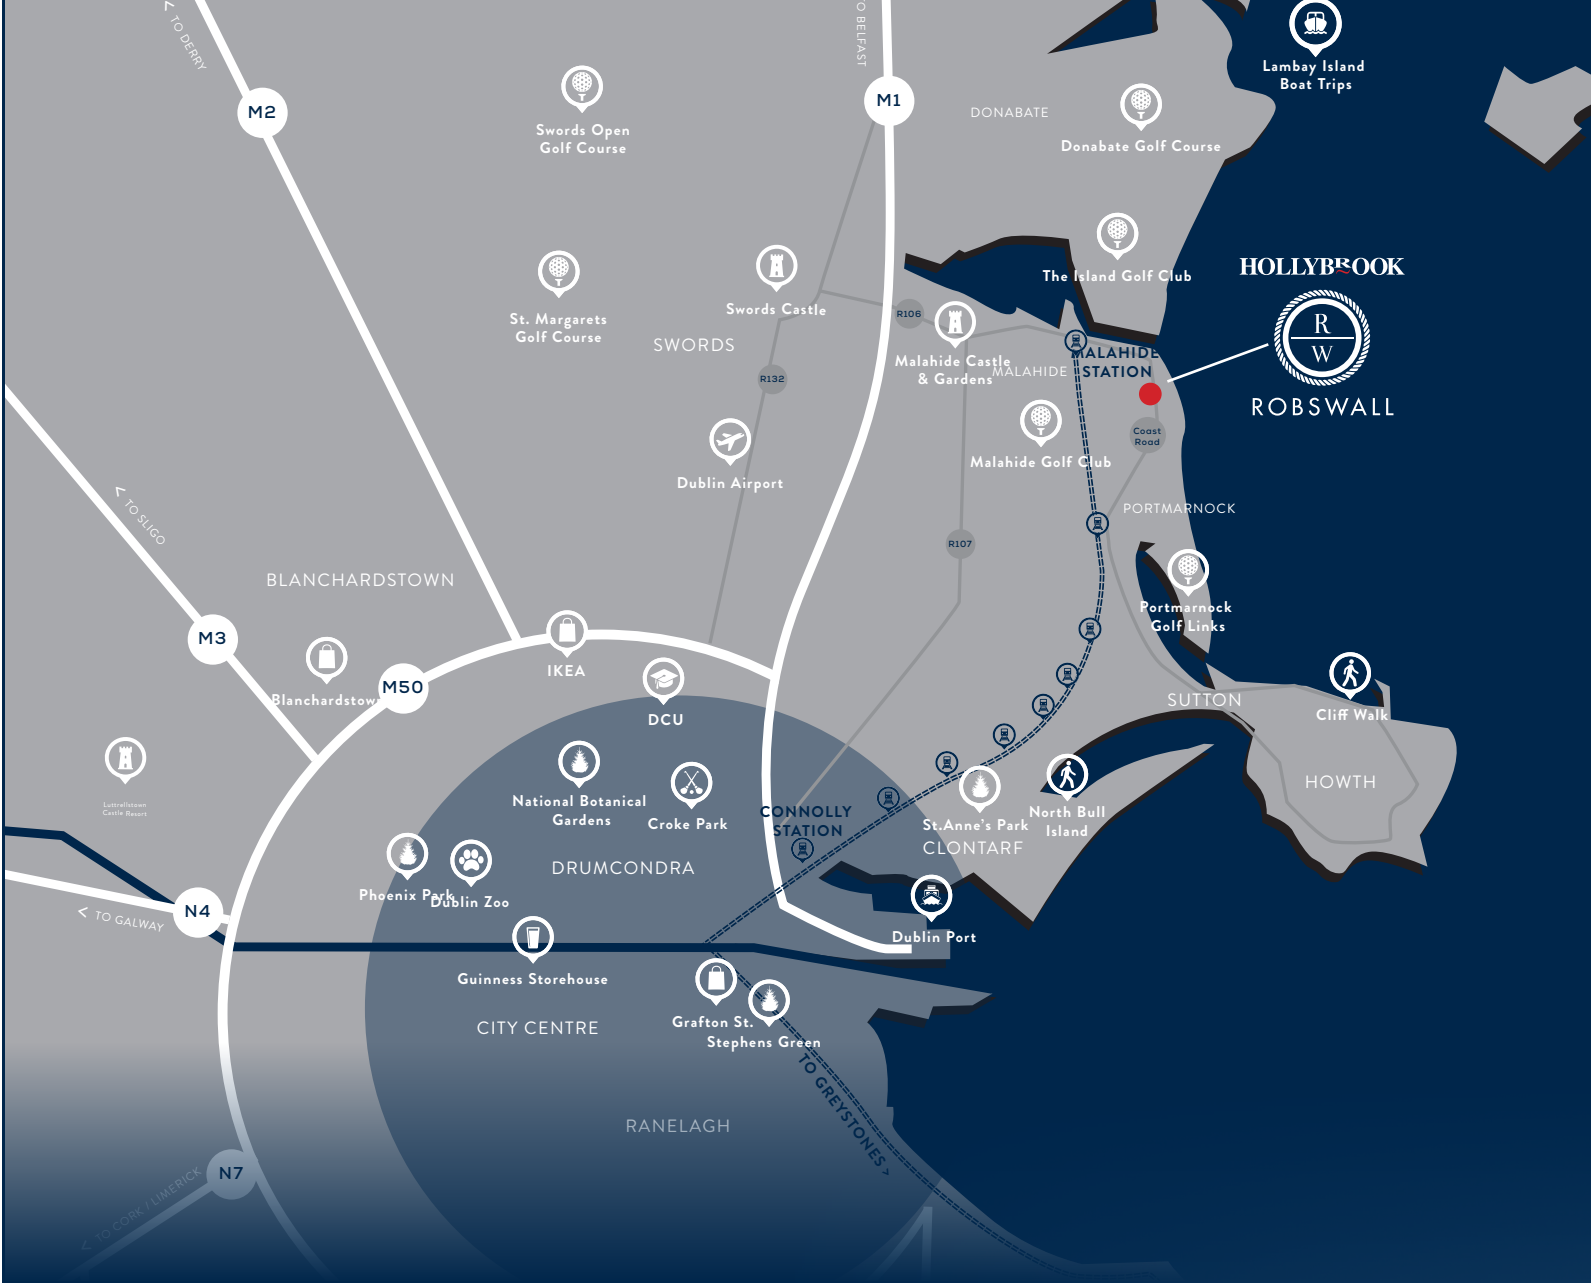 < TO DERRY
TO BELFAST
Lambay Island
Boat Trips
M2
M1
DONABATE
Swords Open
Golf Course
Donabate Golf Course
The Island Golf Club
HOLLYBROOK
R
W
ROBSWALL
St. Margarets
Golf Course
Swords Castle
SWORDS
R106
R132
Malahide Castle
& Gardens
MALAHIDE
MALAHIDE
STATION
Coast
Road
Malahide Golf Club
Dublin Airport
PORTMARNOCK
R107
< TO SLIGO
BLANCHARDSTOWN
Portmarnock
Golf Links
M3
Blanchardstown
M50
IKEA
DCU
SUTTON
Cliff Walk
HOWTH
Luttrellstown
Castle Resort
National Botanical
Gardens
Croke Park
CONNOLLY
STATION
St.Anne's Park
North Bull
Island
CLONTARF
DRUMCONDRA
Phoenix Park
Dublin Zoo
N4
< TO GALWAY
Dublin Port
Guinness Storehouse
CITY CENTRE
Grafton St.
Stephens Green
TO GREYSTONES >
RANELAGH
N7
< TO CORK / LIMERICK